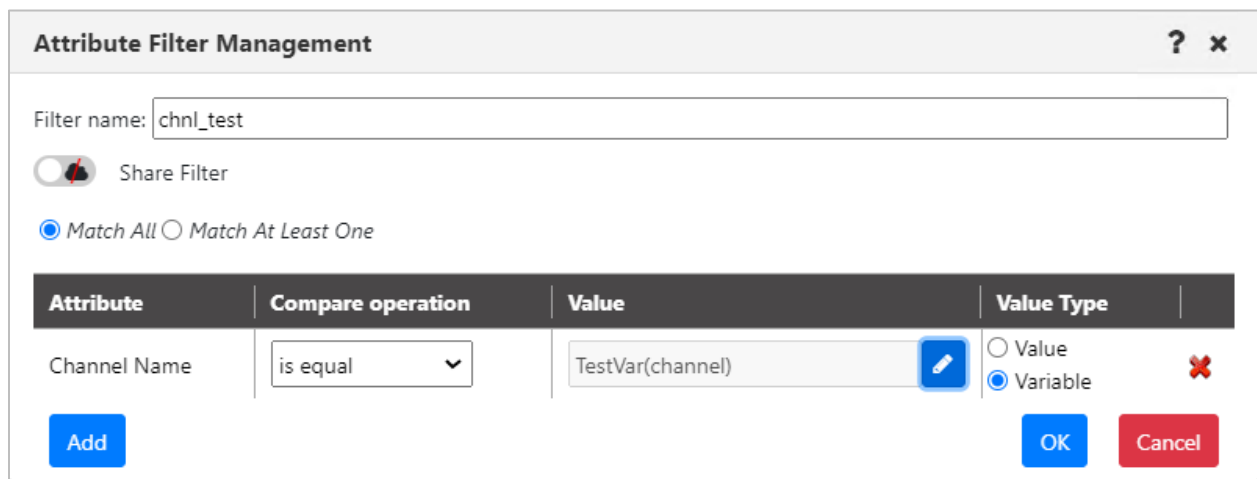 Attribute Filter Management ? ×
Filter name: chnl_test
Share Filter
Match All Match At Least One
Attribute Compare operation Value Value Type
Channel Name is equal TestVar(channel) Value
Variable
Add OK Cancel